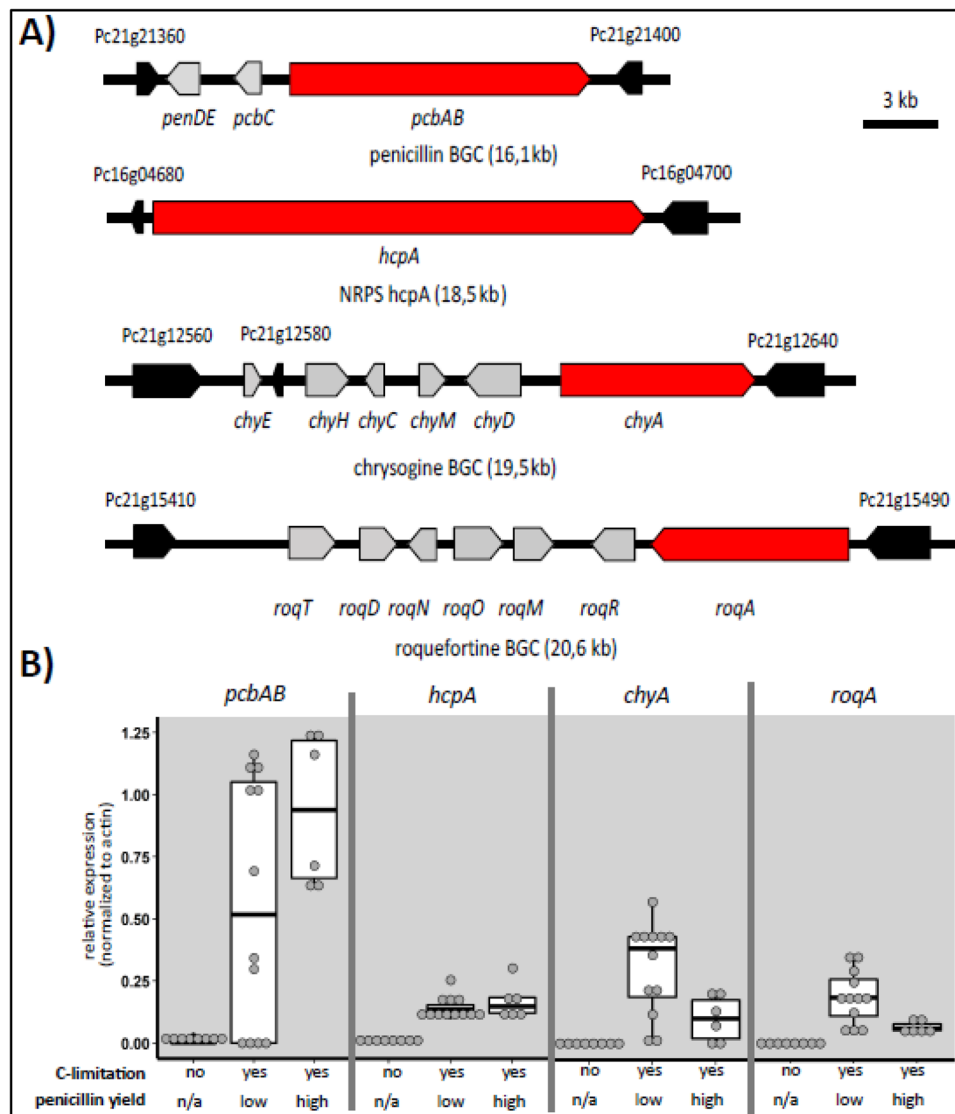 A)
Pc21g21360 Pc21g21400
penDE pcbC pcbAB
3 kb
penicillin BGC (16,1kb)
Pc16g04680 Pc16g04700
hcpA
NRPS hcpA (18,5kb)
Pc21g12560 Pc21g12580 Pc21g12640
chyE chyH chyC chyM chyD chyA
chrysogine BGC (19,5kb)
Pc21g15410 Pc21g15490
roqT roqD roqN roqO roqM roqR roqA
roquefortine BGC (20,6 kb)
B)
pcbAB hcpA chyA roqA
relative expression
(normalized to actin)
1.25
1.00
0.75
0.50
0.25
0.00
C-limitation no yes yes no yes yes no yes yes no yes yes
penicillin yield n/a low high n/a low high n/a low high n/a low high